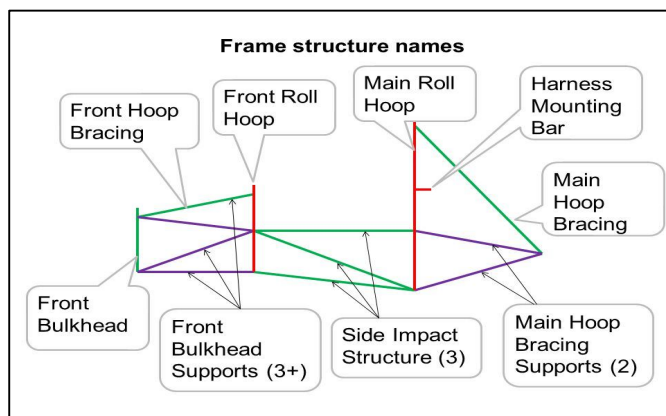 Frame structure names
Front Hoop
Bracing
Front Roll
Hoop
Main Roll
Hoop
Harness
Mounting
Bar
Main
Hoop
Bracing
Front
Bulkhead
Front
Bulkhead
Supports (3+)
Side Impact
Structure (3)
Main Hoop
Bracing
Supports (2)